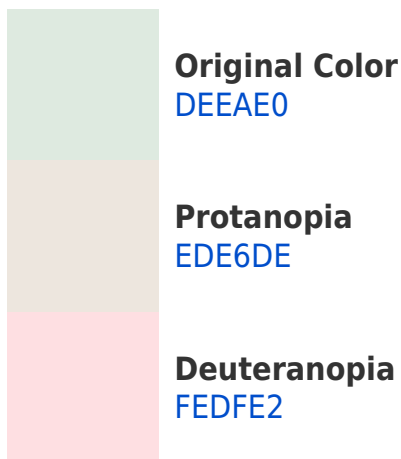 Original Color
DEEAE0
Protanopia
EDE6DE
Deuteranopia
FEDFE2